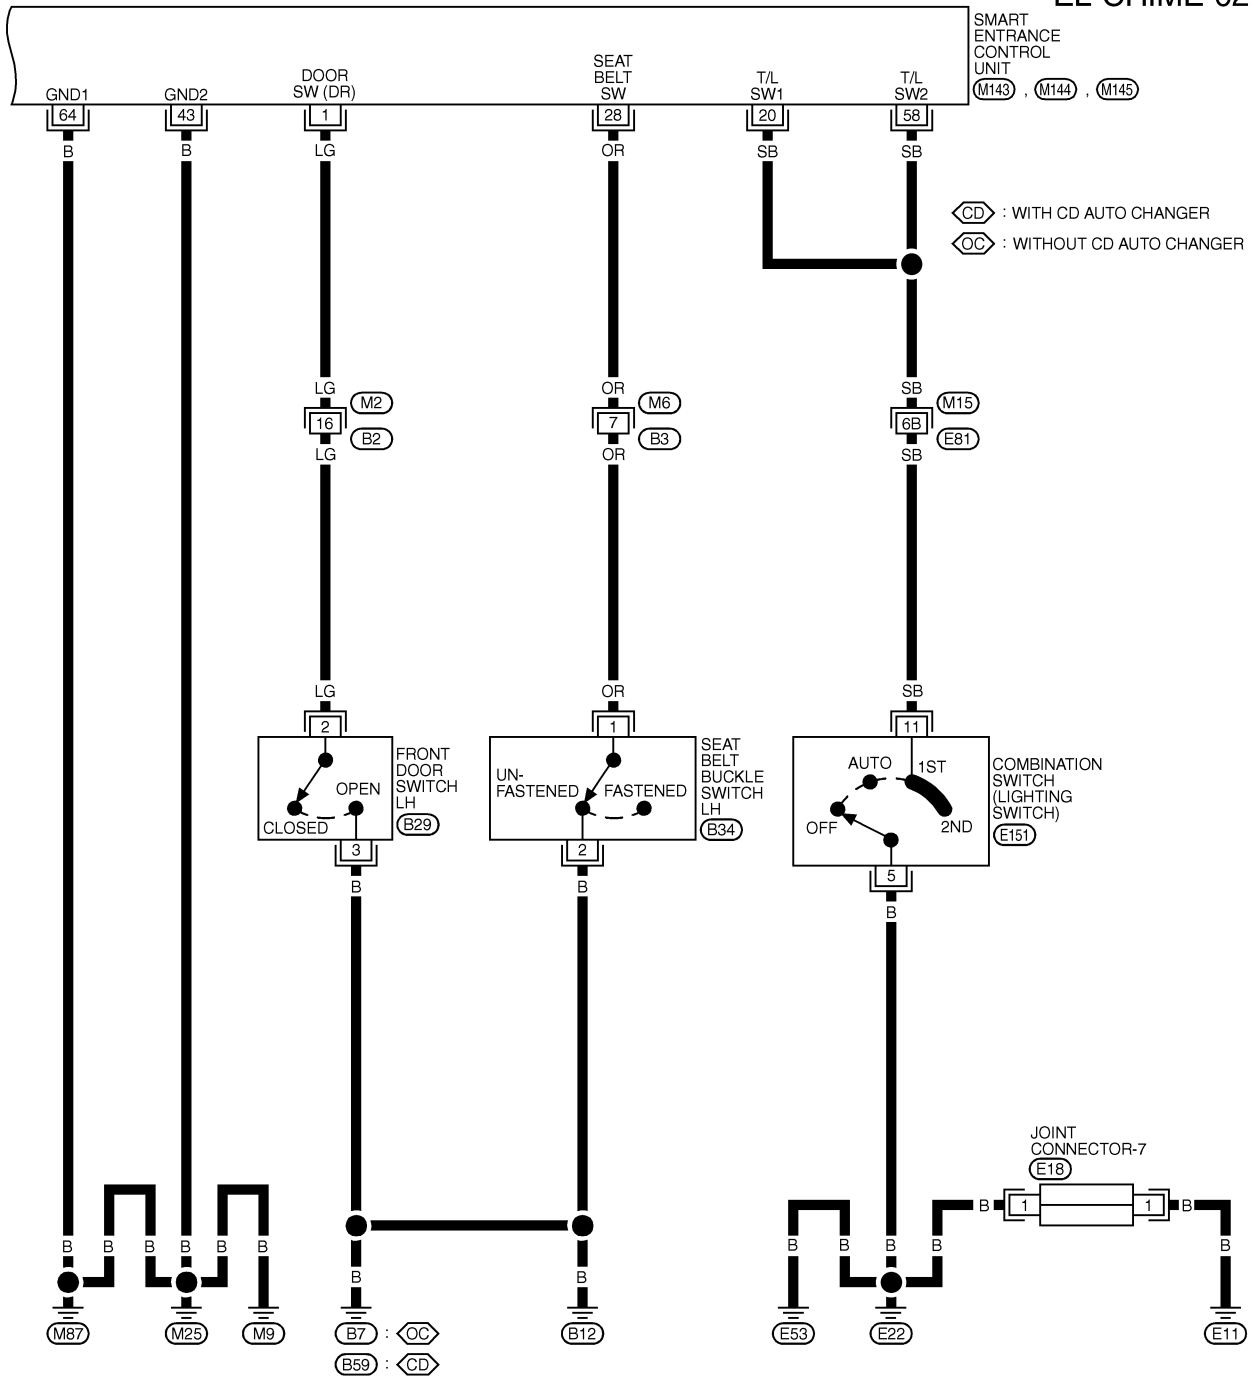 SMART
ENTRANCE
CONTROL
UNIT
M143 , M144 , M145
GND1
GND2
DOOR
SW (DR)
SEAT
BELT
SW
T/L
SW1
T/L
SW2
64 43 1 28 20 58
B B LG OR SB SB
CD : WITH CD AUTO CHANGER
OC : WITHOUT CD AUTO CHANGER
LG OR SB
M2 M6 M15
16 7 6B
B2 B3 E81
LG OR SB
LG OR SB
2 1 11
FRONT
DOOR
SWITCH
LH
B29
OPEN
CLOSED
3
SEAT
BELT
BUCKLE
SWITCH
LH
B34
UN-
FASTENED
FASTENED
2
COMBINATION
SWITCH
(LIGHTING
SWITCH)
E151
AUTO
1ST
OFF
2ND
5
B B B
JOINT
CONNECTOR-7
E18
B 1 1 B
B B B B B B
B B
B B B B B
M87 M25 M9
B7 : OC
B59 : CD
B12
E53 E22 E11